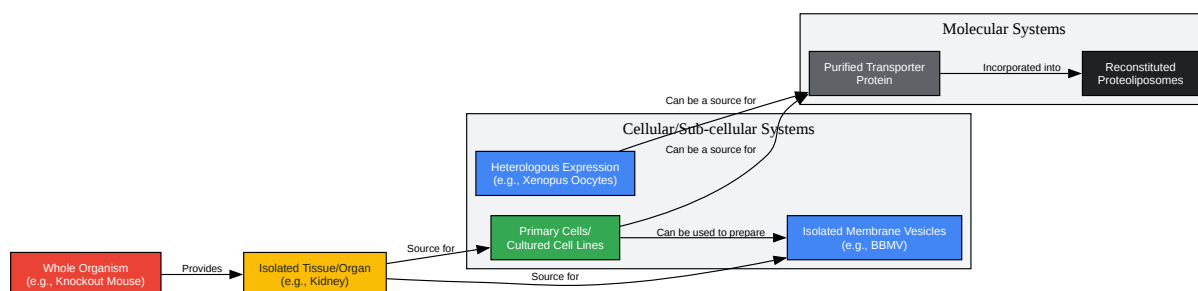 Molecular Systems
Purified Transporter
Protein
Incorporated into
Reconstituted
Proteoliposomes
Can be a source for
Cellular/Sub-cellular Systems
Can be a source for
Heterologous Expression
(e.g., Xenopus Oocytes)
Primary Cells/
Cultured Cell Lines
Can be used to prepare
Isolated Membrane Vesicles
(e.g., BBMV)
Source for
Whole Organism
(e.g., Knockout Mouse)
Provides
Isolated Tissue/Organ
(e.g., Kidney)
Source for